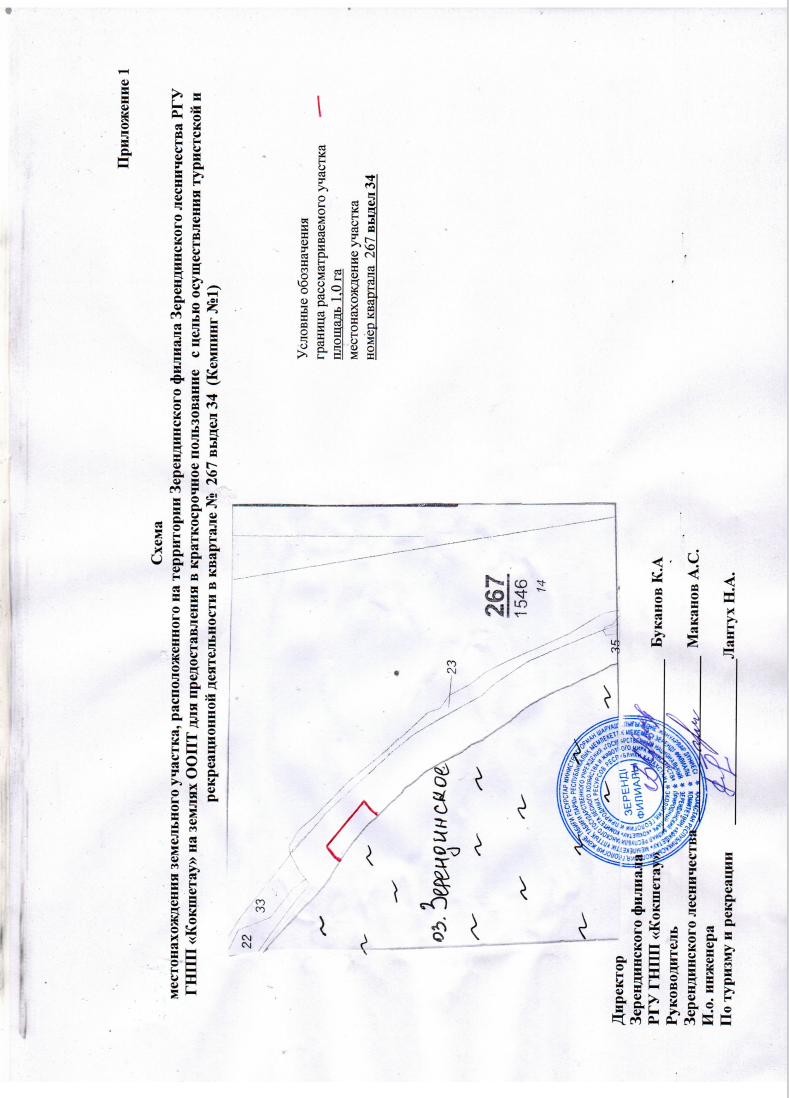 Приложение 1
Схема
местонахождения земельного участка, расположенного на территории Зерендинского филиала Зерендинского лесничества РГУ
ГНПП «Кокшетау» на землях ООПТ для предоставления в краткосрочное пользование с целью осуществления туристской и
рекреационной деятельности в квартале № 267 выдел 34 (Кемпинг №1)
Условные обозначения
граница рассматриваемого участка
площадь 1,0 га
местонахождение участка
номер квартала 267 выдел 34
22
33
23
267
1546
14
35
оз. Зерендинское
ЗЕРЕНДІ
ФИЛИАЛЫ
Директор
Зерендинского филиала
РГУ ГНПП «Кокшетау» Буканов К.А
Руководитель
Зерендинского лесничества Маканов А.С.
И.о. инженера
По туризму и рекреации Лантух Н.А.